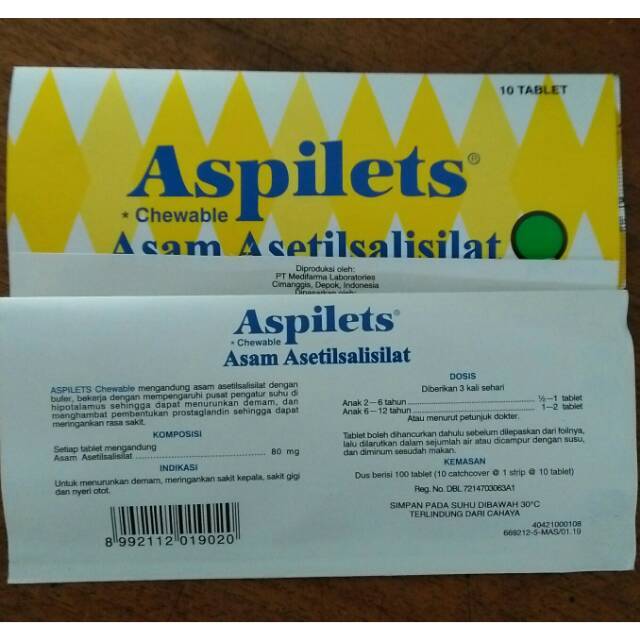 10 TABLET
Aspilets®
* Chewable
Asam Asetilsalisilat
Diproduksi oleh:
PT Medifarma Laboratories
Cimanggis, Depok, Indonesia
Dipasarkan oleh:
Aspilets®
* Chewable
Asam Asetilsalisilat
ASPILETS Chewable mengandung asam asetilsalisilat dengan
bufer, bekerja dengan mempengaruhi pusat pengatur suhu di
hipotalamus sehingga dapat menurunkan demam, dan
menghambat pembentukan prostaglandin sehingga dapat
meringankan rasa sakit.
KOMPOSISI
Setiap tablet mengandung
Asam Asetilsalisilat ........................................ 80 mg
INDIKASI
Untuk menurunkan demam, meringankan sakit kepala, sakit gigi
dan nyeri otot.
8 992112 019020
DOSIS
Diberikan 3 kali sehari
Anak 2–6 tahun ........................................ ½–1 tablet
Anak 6–12 tahun ........................................ 1–2 tablet
Atau menurut petunjuk dokter.
Tablet boleh dihancurkan dahulu sebelum dilepaskan dari foilnya,
lalu dilarutkan dalam sejumlah air atau dicampur dengan susu,
dan diminum sesudah makan.
KEMASAN
Dus berisi 100 tablet (10 catchcover @ 1 strip @ 10 tablet)
Reg. No. DBL 7214703063A1
SIMPAN PADA SUHU DIBAWAH 30°C
TERLINDUNG DARI CAHAYA
40421000108
669212-5-MAS/01.19